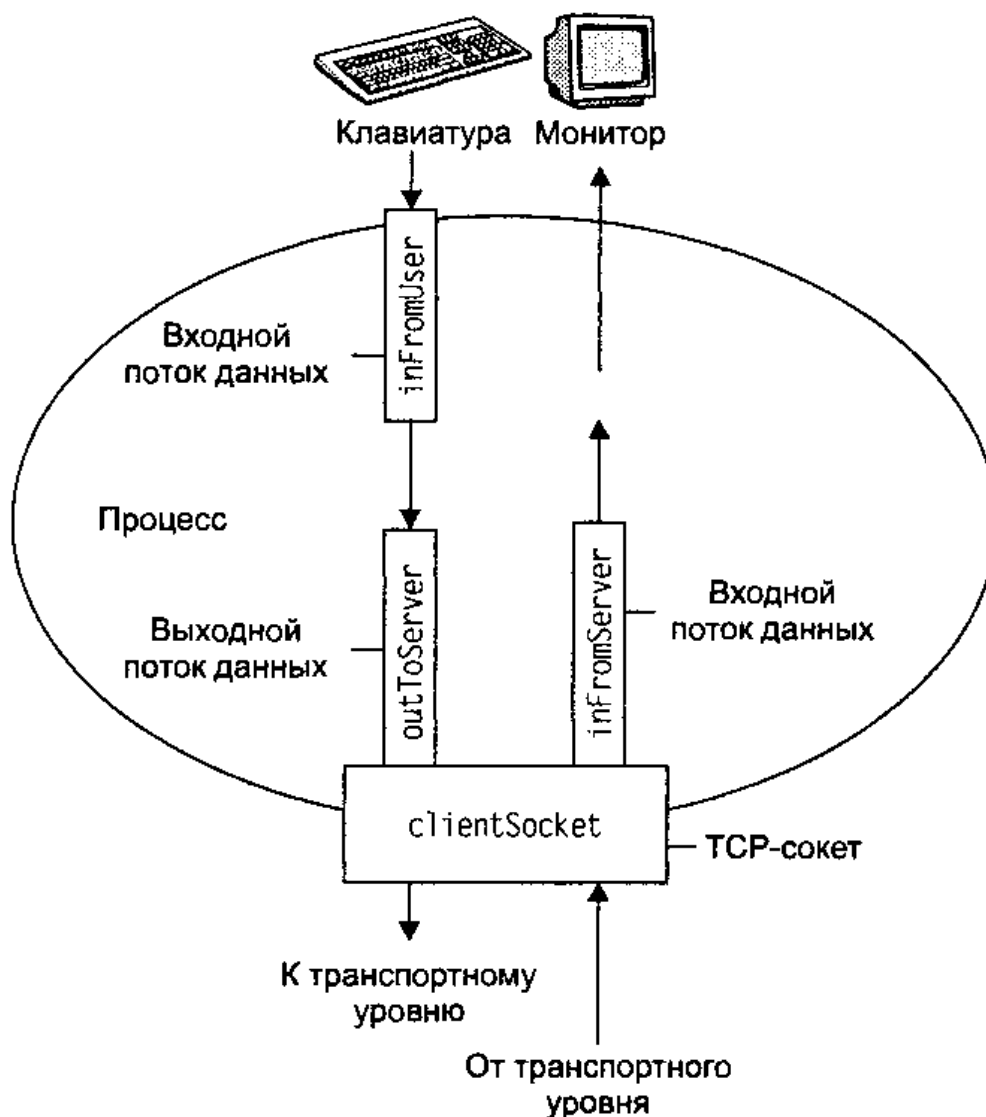 Клавиатура
Монитор
inFromUser
Входной
поток данных
Процесс
outToServer
Выходной
поток данных
inFromServer
Входной
поток данных
clientSocket
TCP-сокет
К транспортному
уровню
От транспортного
уровня